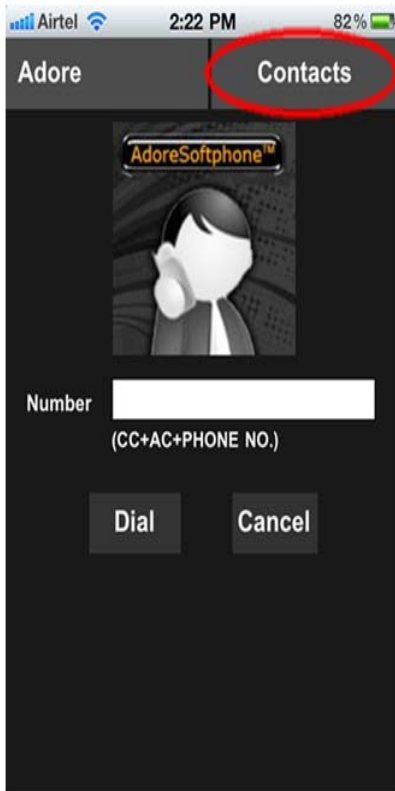 Airtel 2:22 PM 82%
Adore Contacts
AdoreSoftphone™
Number
(CC+AC+PHONE NO.)
Dial Cancel